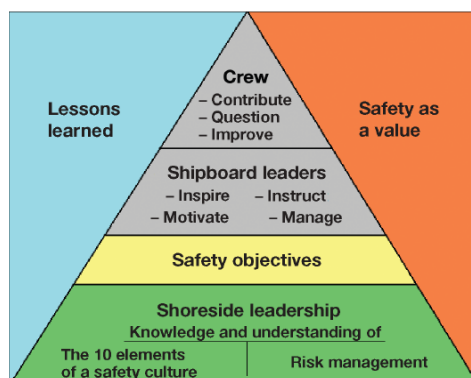 Lessons
learned
Safety as
a value
Crew
– Contribute
– Question
– Improve
Shipboard leaders
– Inspire – Instruct
– Motivate – Manage
Safety objectives
Shoreside leadership
Knowledge and understanding of
The 10 elements
of a safety culture
Risk management